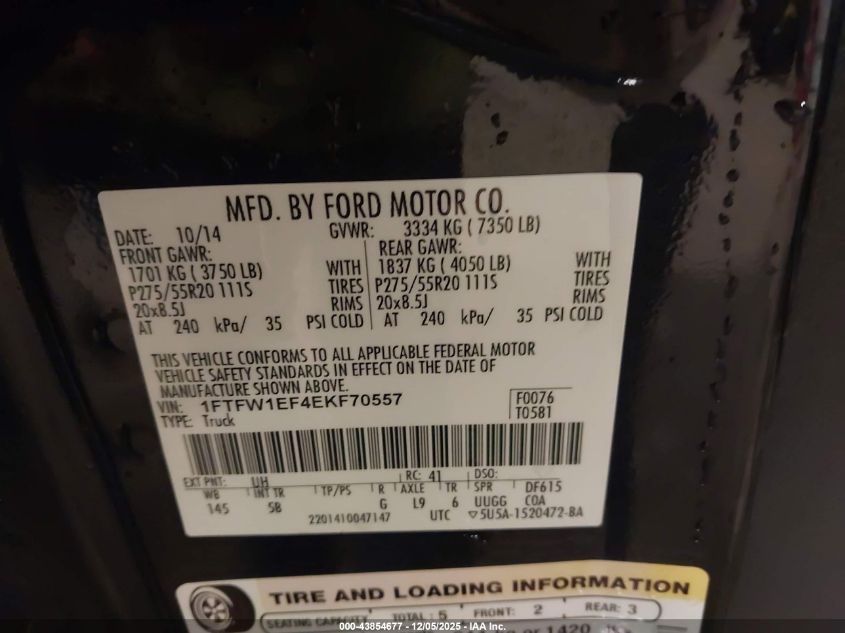 MFD. BY FORD MOTOR CO.
DATE: 10/14 GVWR: 3334 KG ( 7350 LB)
FRONT GAWR: REAR GAWR:
1701 KG ( 3750 LB) WITH 1837 KG ( 4050 LB) WITH
P275/55R20 111S TIRES P275/55R20 111S TIRES
20x8.5J RIMS 20x8.5J RIMS
AT 240 kPa/ 35 PSI COLD AT 240 kPa/ 35 PSI COLD
THIS VEHICLE CONFORMS TO ALL APPLICABLE FEDERAL MOTOR
VEHICLE SAFETY STANDARDS IN EFFECT ON THE DATE OF
MANUFACTURE SHOWN ABOVE.
VIN: 1FTFW1EF4EKF70557 F0076
TYPE: Truck T0581
EXT PNT: UH RC: 41 DSO:
WB INT TR TP/PS R AXLE TR SPR DF615
145 5B G L9 6 UUGG COA
2201410047147 UTC ▽5U5A-1520472-BA
TIRE AND LOADING INFORMATION
SEATING CAPACITY TOTAL : 5 FRONT: 2 REAR: 3
or 1420
000-43854677 - 12/05/2025 - IAA Inc.